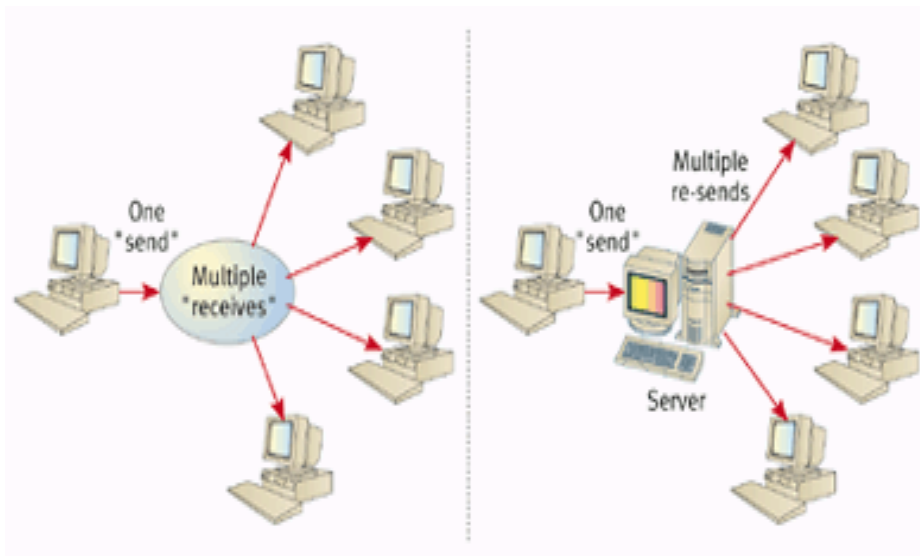 One
"send"
Multiple
"receives"
Multiple
re-sends
One
"send"
Server